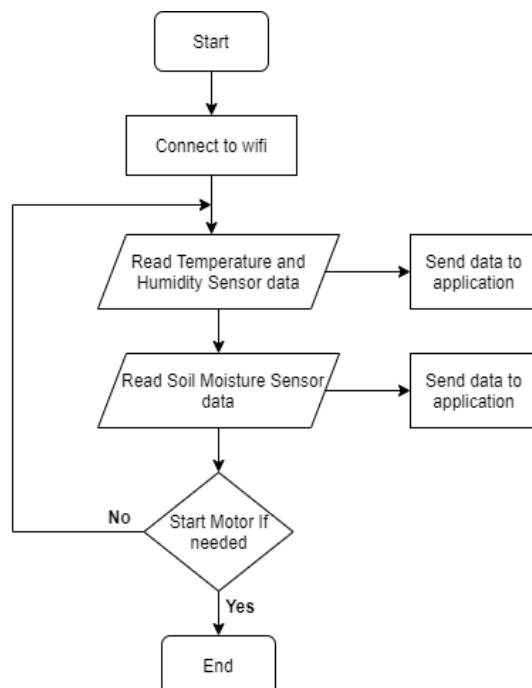 Start
Connect to wifi
Read Temperature and
Humidity Sensor data
Send data to
application
Read Soil Moisture Sensor
data
Send data to
application
Start Motor If
needed
No
Yes
End